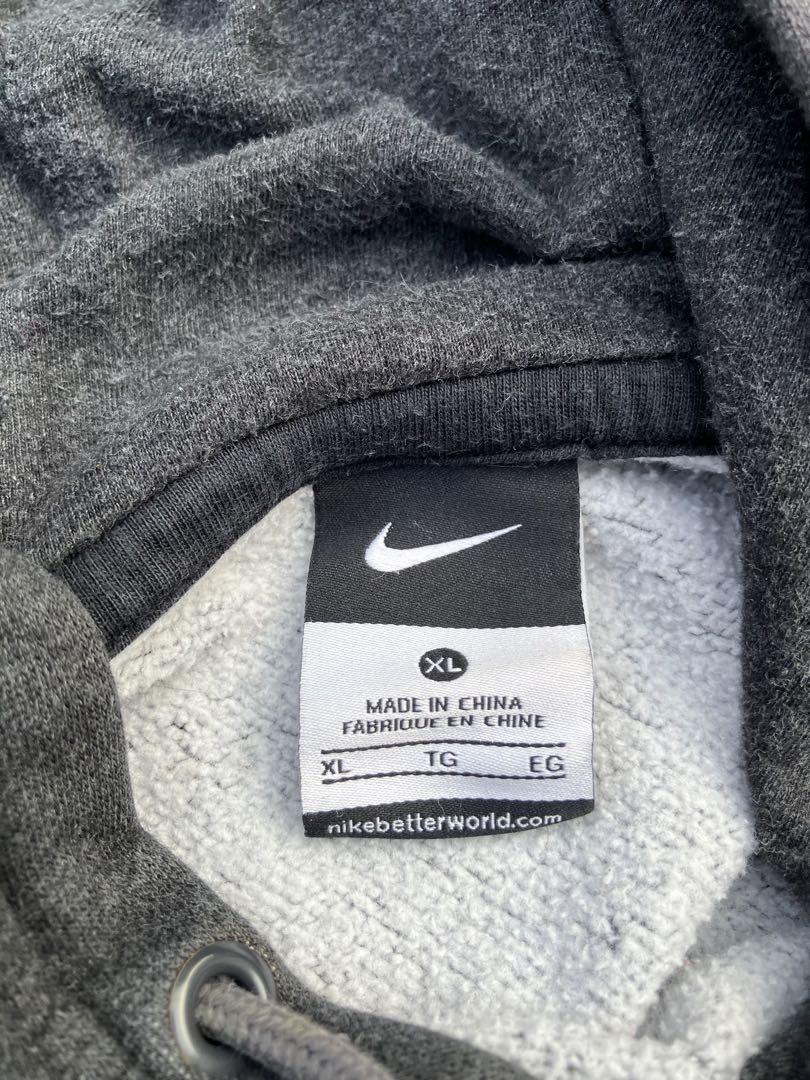 XL
MADE IN CHINA
FABRIQUE EN CHINE
XL TG EG
nikebetterworld.com